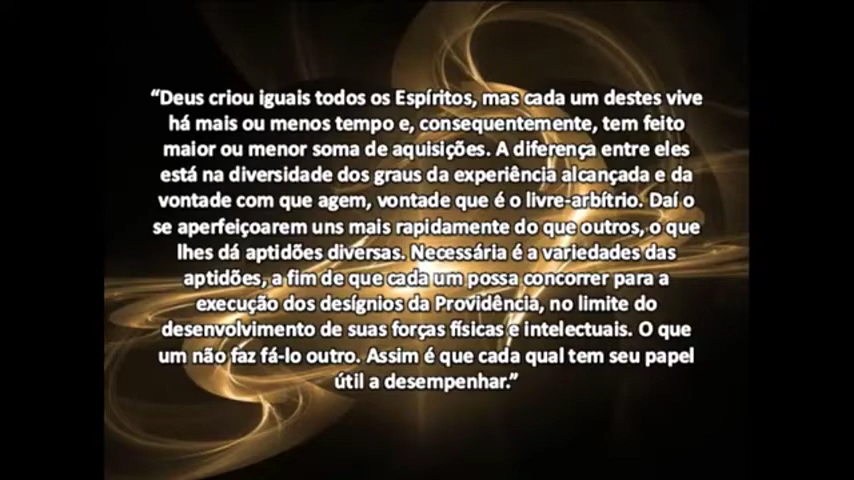 “Deus criou iguais todos os Espíritos, mas cada um destes vive
há mais ou menos tempo e, consequentemente, tem feito
maior ou menor soma de aquisições. A diferença entre eles
está na diversidade dos graus da experiência alcançada e da
vontade com que agem, vontade que é o livre-arbítrio. Daí o
se aperfeiçoarem uns mais rapidamente do que outros, o que
lhes dá aptidões diversas. Necessária é a variedades das
aptidões, a fim de que cada um possa concorrer para a
execução dos desígnios da Providência, no limite do
desenvolvimento de suas forças físicas e intelectuais. O que
um não faz fá-lo outro. Assim é que cada qual tem seu papel
útil a desempenhar.”